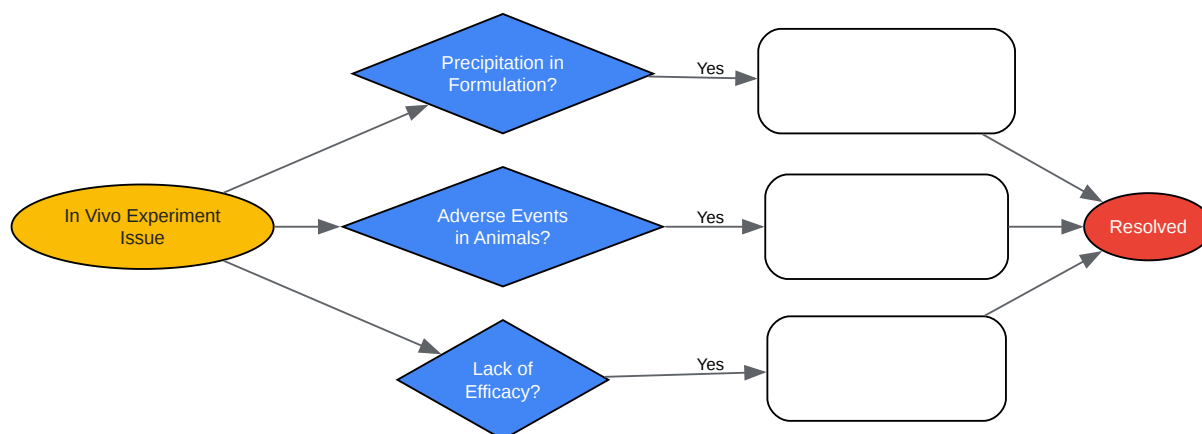 Precipitation in
Formulation?
Yes
In Vivo Experiment
Issue
Adverse Events
in Animals?
Yes
Resolved
Lack of
Efficacy?
Yes